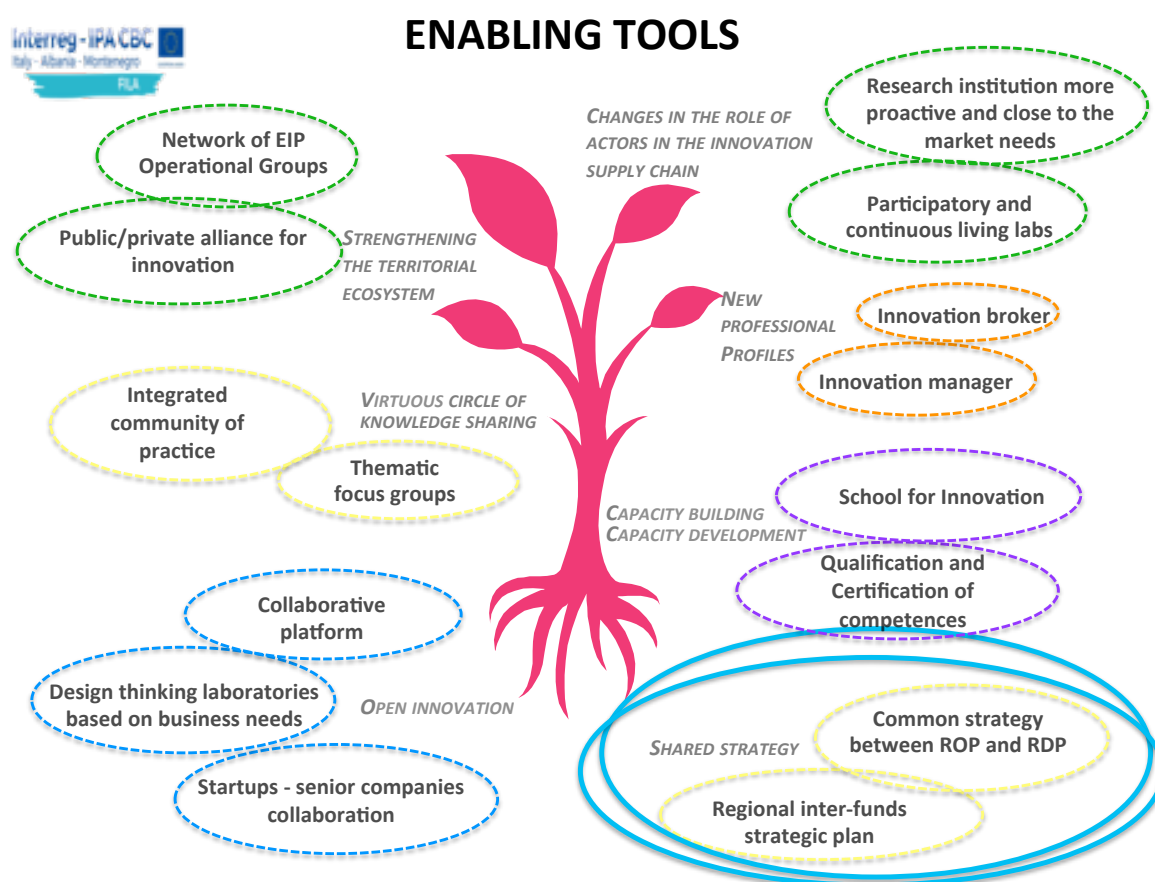 ENABLING TOOLS
Interreg - IPA CBC
Italy - Albania - Montenegro
FILA
Network of EIP
Operational Groups
Public/private alliance for
innovation
STRENGTHENING
THE TERRITORIAL
ECOSYSTEM
CHANGES IN THE ROLE OF
ACTORS IN THE INNOVATION
SUPPLY CHAIN
Research institution more
proactive and close to the
market needs
Participatory and
continuous living labs
NEW
PROFESSIONAL
PROFILES
Innovation broker
Innovation manager
Integrated
community of
practice
VIRTUOUS CIRCLE OF
KNOWLEDGE SHARING
Thematic
focus groups
CAPACITY BUILDING
CAPACITY DEVELOPMENT
School for Innovation
Qualification and
Certification of
competences
Collaborative
platform
Design thinking laboratories
based on business needs
OPEN INNOVATION
Startups - senior companies
collaboration
SHARED STRATEGY
Common strategy
between ROP and RDP
Regional inter-funds
strategic plan